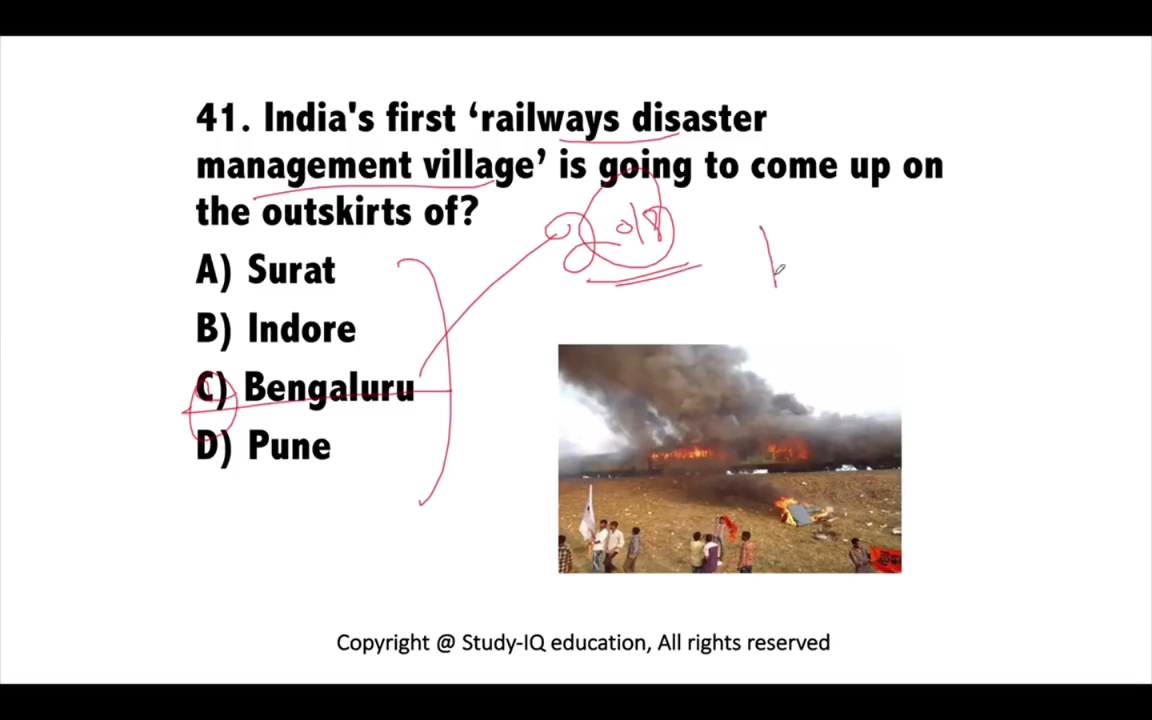 41. India's first ‘railways disaster
management village’ is going to come up on
the outskirts of?
A) Surat
B) Indore
C) Bengaluru
D) Pune
Copyright @ Study-IQ education, All rights reserved